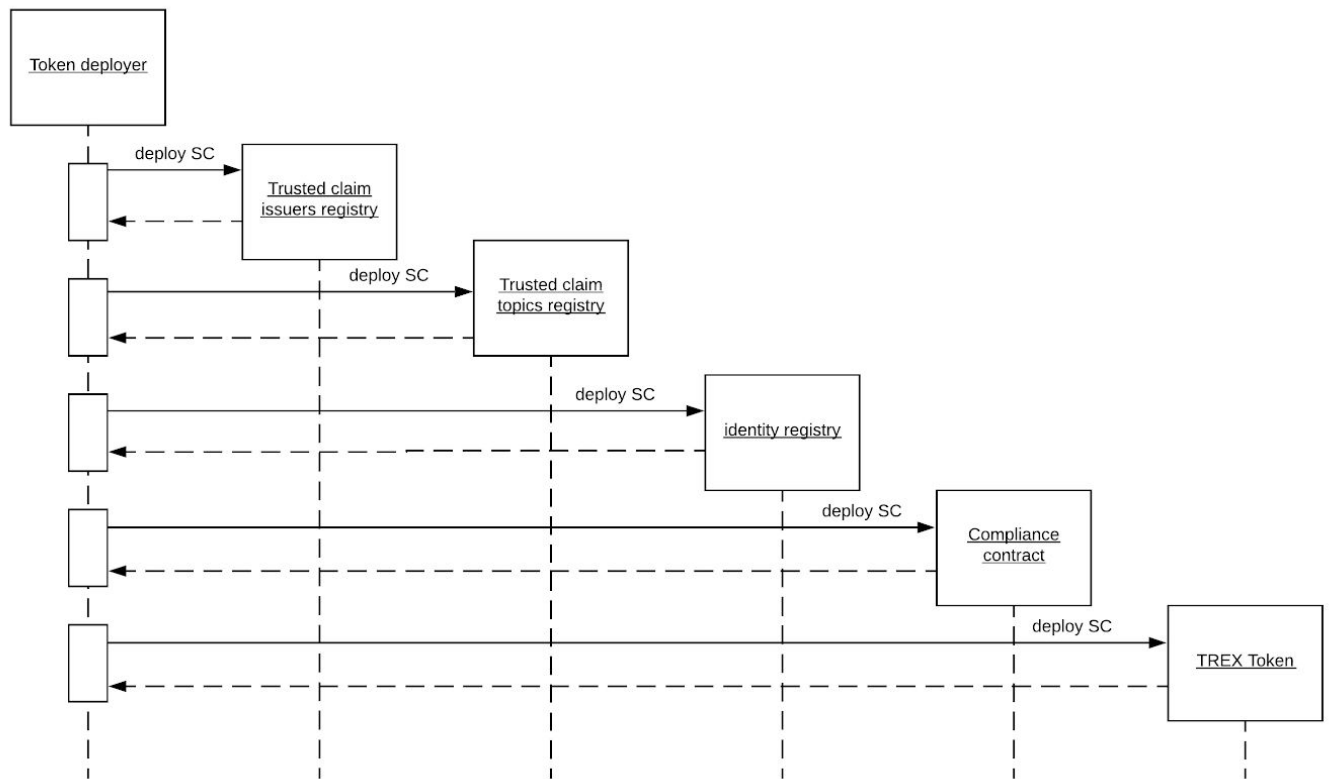 Token deployer
deploy SC
Trusted claim
issuers registry
deploy SC
Trusted claim
topics registry
deploy SC
identity registry
deploy SC
Compliance
contract
deploy SC
TREX Token